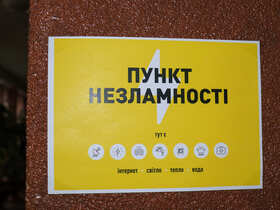 ПУНКТ
НЕЗЛАМНОСТІ
тут є
інтернет світло тепло вода